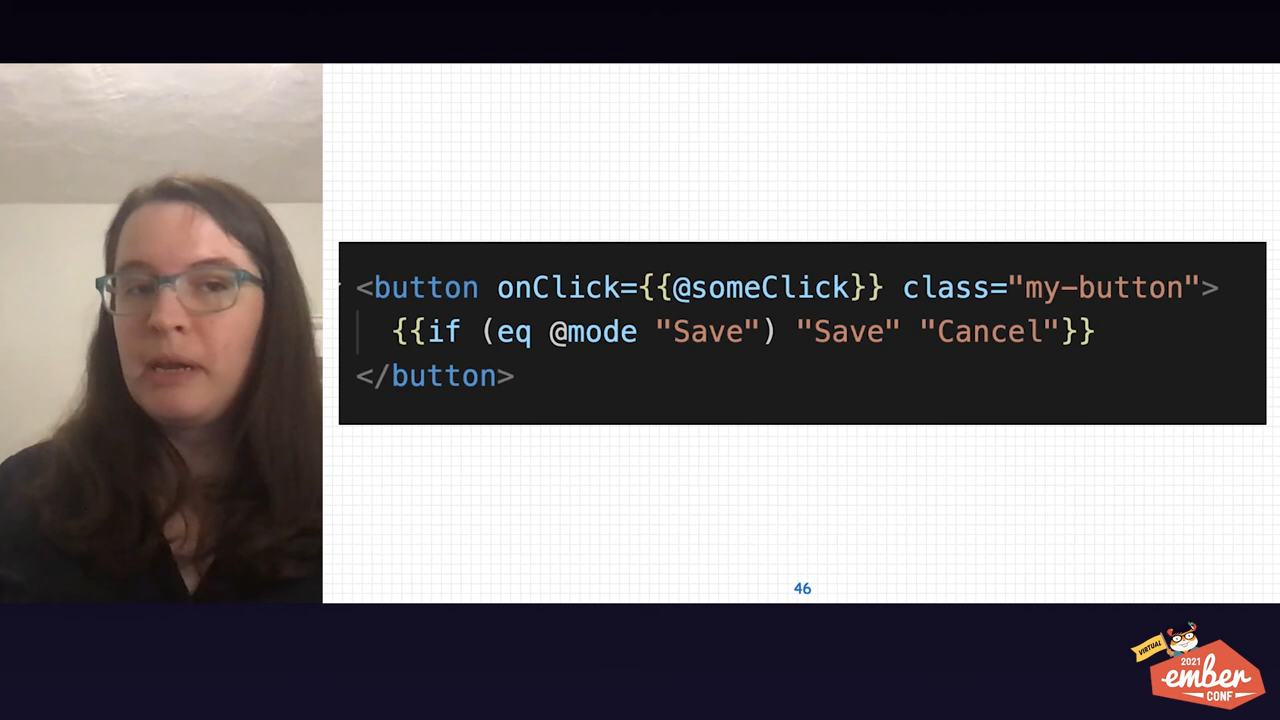 <button onClick={{@someClick}} class="my-button">
{{if (eq @mode "Save") "Save" "Cancel"}}
</button>
46
VIRTUAL
2021
ember
CONF